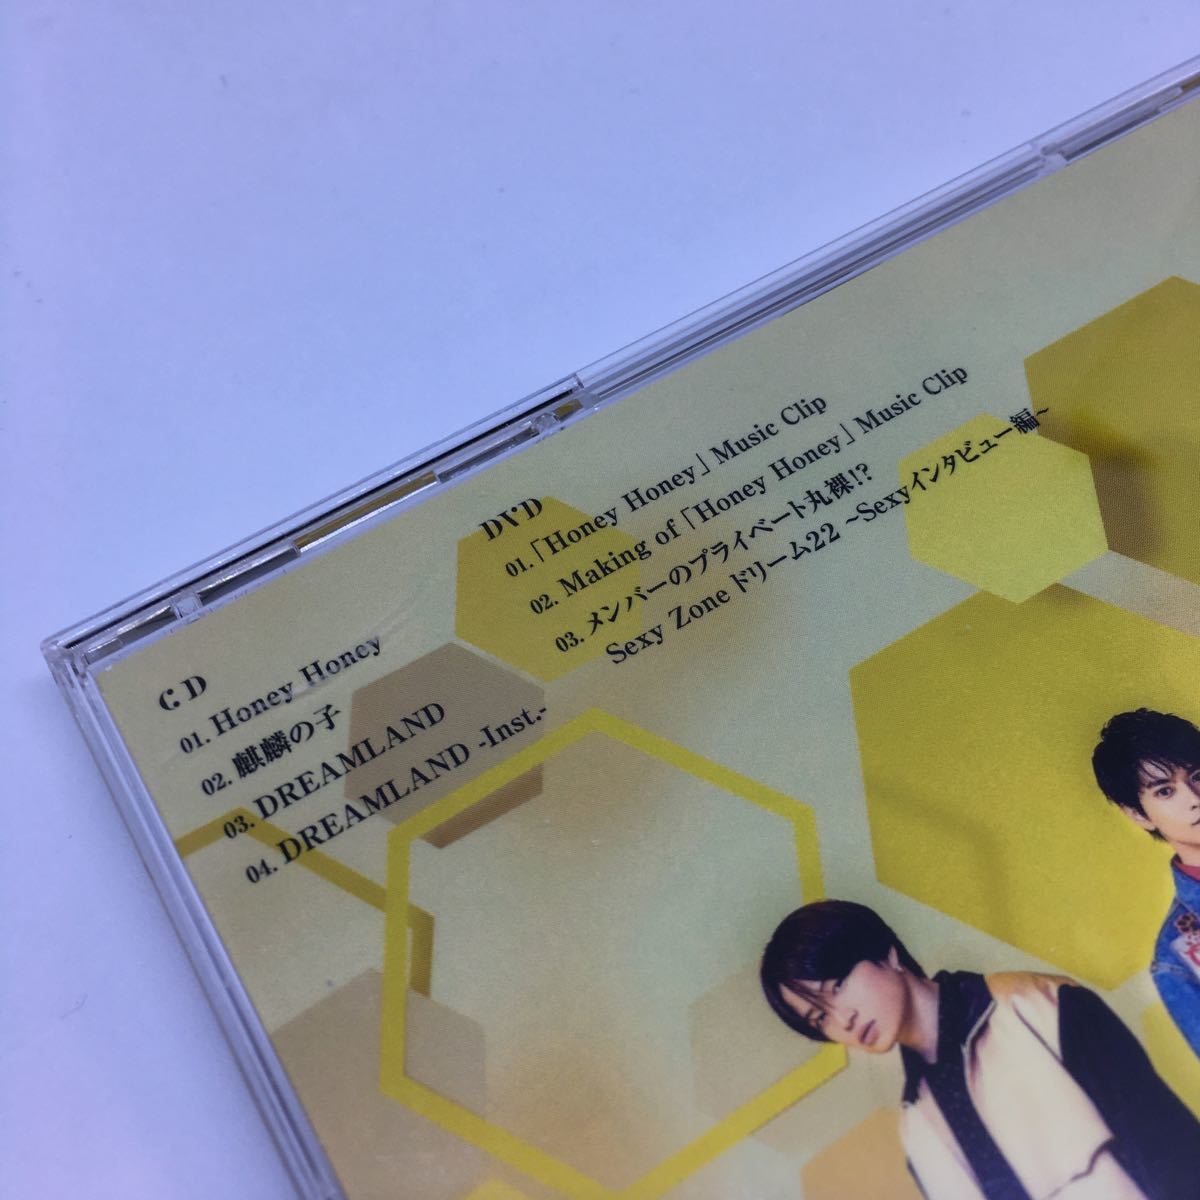 CD
01. Honey Honey
02. 麒麟の子
03. DREAMLAND
04. DREAMLAND -Inst.-
DVD
01.「Honey Honey」Music Clip
02. Making of「Honey Honey」Music Clip
03. メンバーのプライベート丸裸!?
Sexy Zone ドリーム22 ~Sexyインタビュー編~